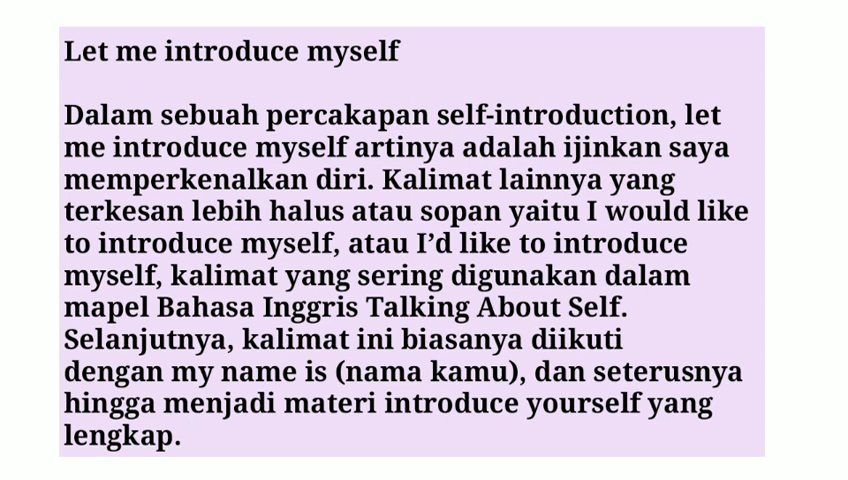 Let me introduce myself
Dalam sebuah percakapan self-introduction, let
me introduce myself artinya adalah ijinkan saya
memperkenalkan diri. Kalimat lainnya yang
terkesan lebih halus atau sopan yaitu I would like
to introduce myself, atau I’d like to introduce
myself, kalimat yang sering digunakan dalam
mapel Bahasa Inggris Talking About Self.
Selanjutnya, kalimat ini biasanya diikuti
dengan my name is (nama kamu), dan seterusnya
hingga menjadi materi introduce yourself yang
lengkap.